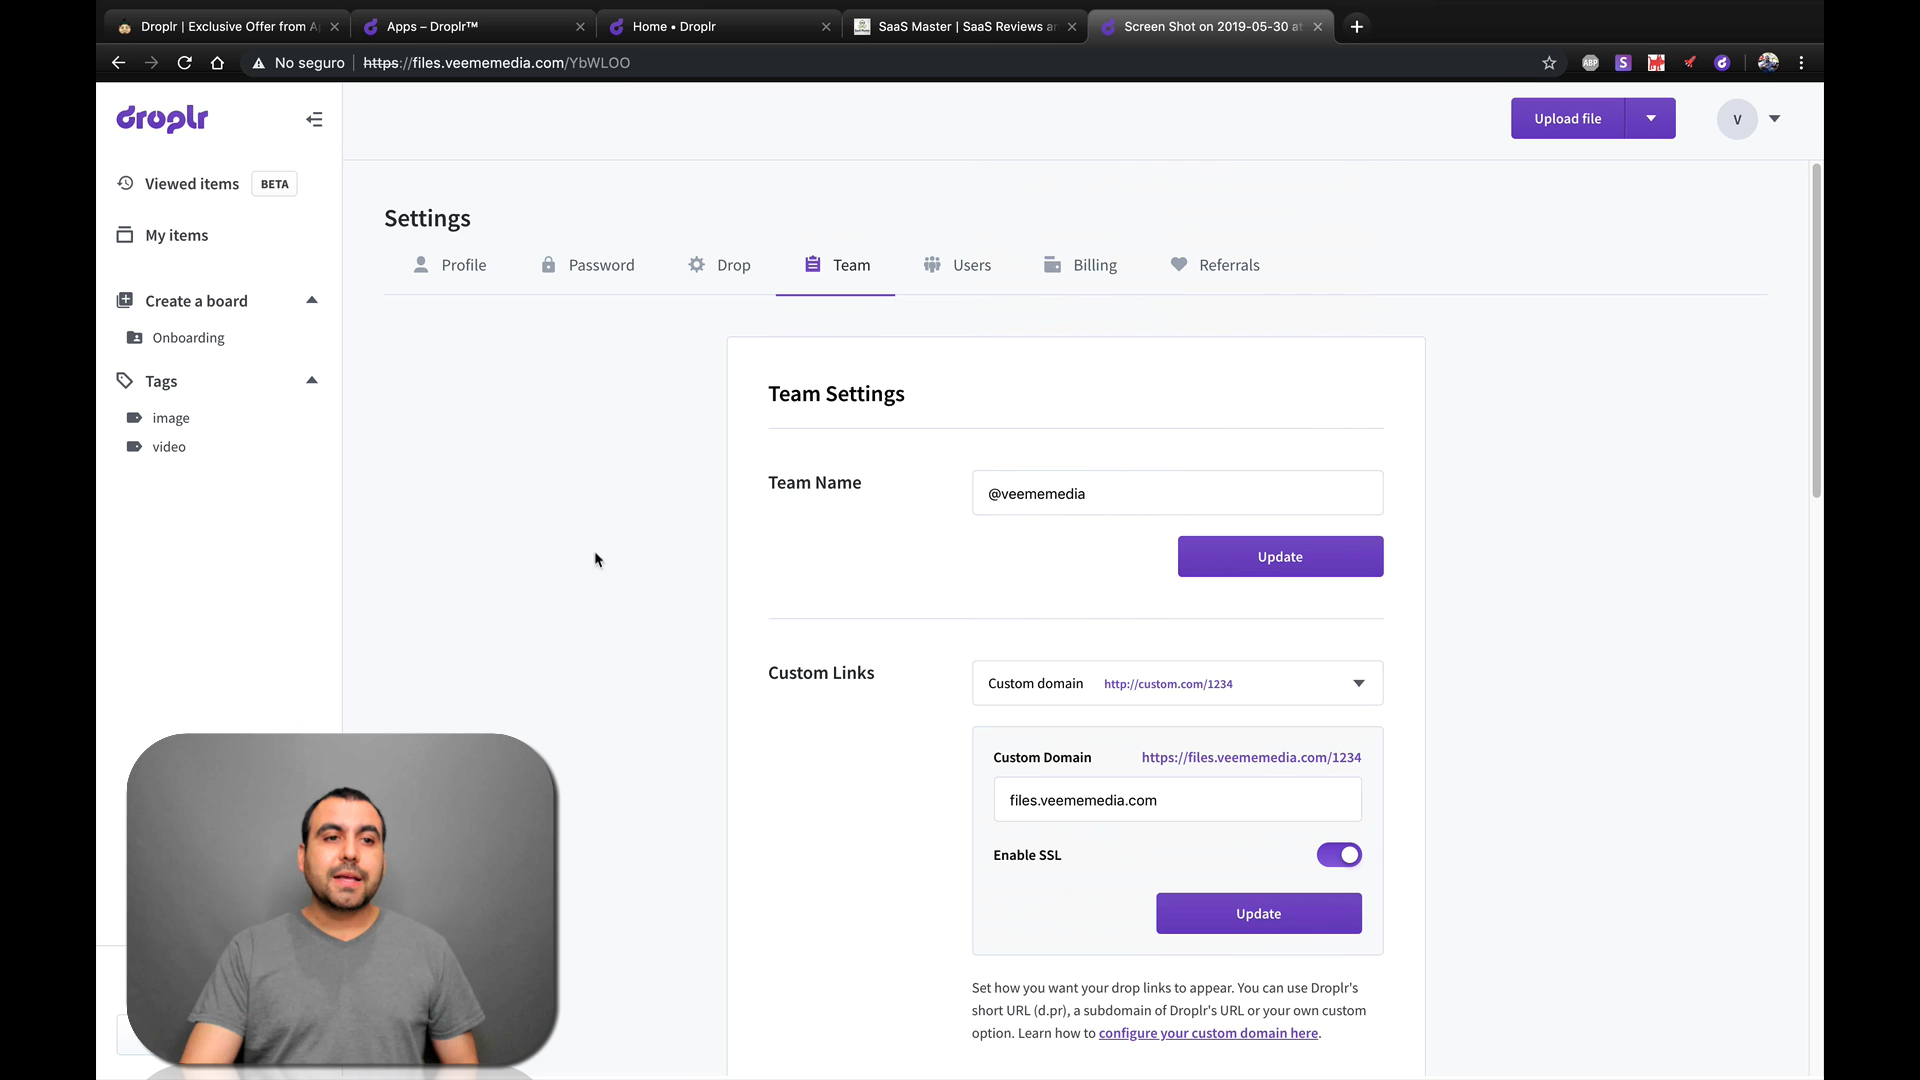 Droplr | Exclusive Offer from A
Apps – Droplr™
Home • Droplr
SaaS Master | SaaS Reviews an
Screen Shot on 2019-05-30 at
No seguro
https://files.veememedia.com/YbWLOO
ABP
S
droplr
Upload file
V
Viewed items
BETA
My items
Create a board
Onboarding
Tags
image
video
Settings
Profile
Password
Drop
Team
Users
Billing
Referrals
Team Settings
Team Name
@veememedia
Update
Custom Links
Custom domain
http://custom.com/1234
Custom Domain
https://files.veememedia.com/1234
files.veememedia.com
Enable SSL
Update
Set how you want your drop links to appear. You can use Droplr's
short URL (d.pr), a subdomain of Droplr's URL or your own custom
option. Learn how to configure your custom domain here.